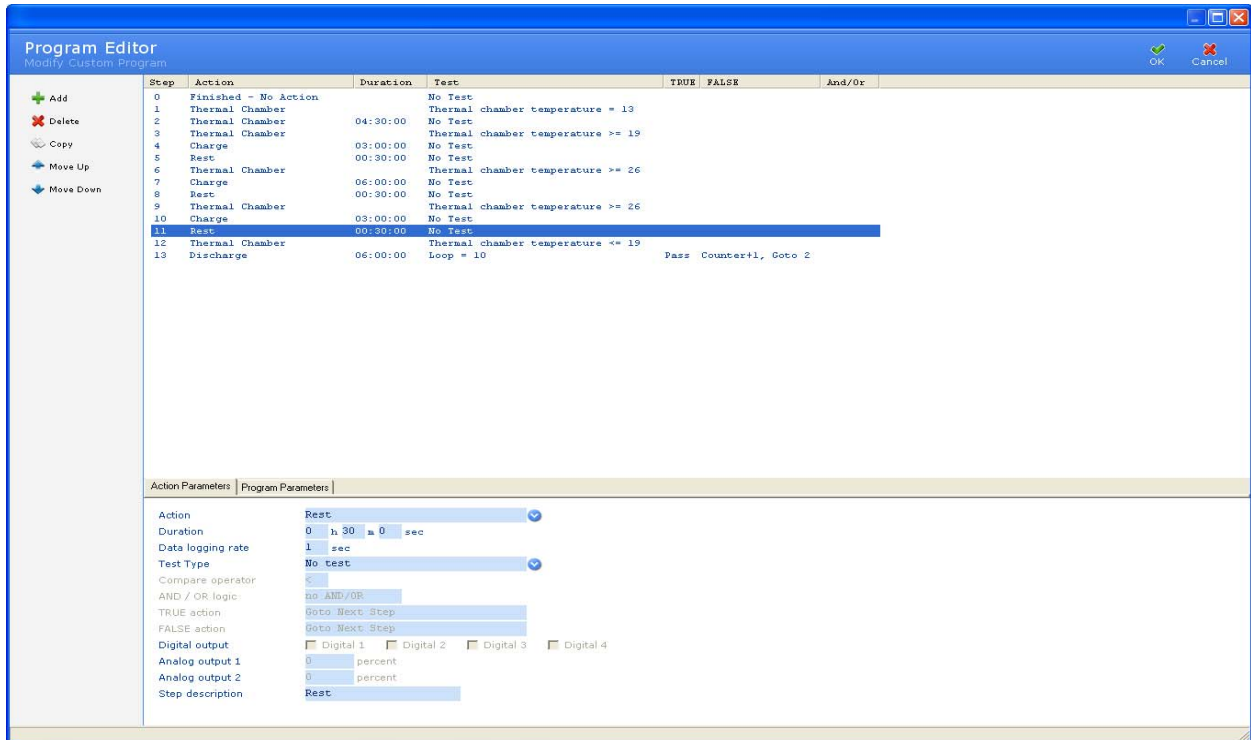 Program Editor
Modify Custom Program
OK Cancel
Add
Delete
Copy
Move Up
Move Down
Step Action Duration Test TRUE FALSE And/Or
0 Finished - No Action No Test
1 Thermal Chamber Thermal chamber temperature = 13
2 Thermal Chamber 04:30:00 No Test
3 Thermal Chamber Thermal chamber temperature >= 19
4 Charge 03:00:00 No Test
5 Rest 00:30:00 No Test
6 Thermal Chamber Thermal chamber temperature >= 26
7 Charge 06:00:00 No Test
8 Rest 00:30:00 No Test
9 Thermal Chamber Thermal chamber temperature >= 26
10 Charge 03:00:00 No Test
11 Rest 00:30:00 No Test
12 Thermal Chamber Thermal chamber temperature <= 19
13 Discharge 06:00:00 Loop = 10 Pass Counter+1, Goto 2
Action Parameters Program Parameters
Action Rest
Duration 0 h 30 m 0 sec
Data logging rate 1 sec
Test Type No test
Compare operator <
AND / OR logic no AND/OR
TRUE action Goto Next Step
FALSE action Goto Next Step
Digital output Digital 1 Digital 2 Digital 3 Digital 4
Analog output 1 0 percent
Analog output 2 0 percent
Step description Rest